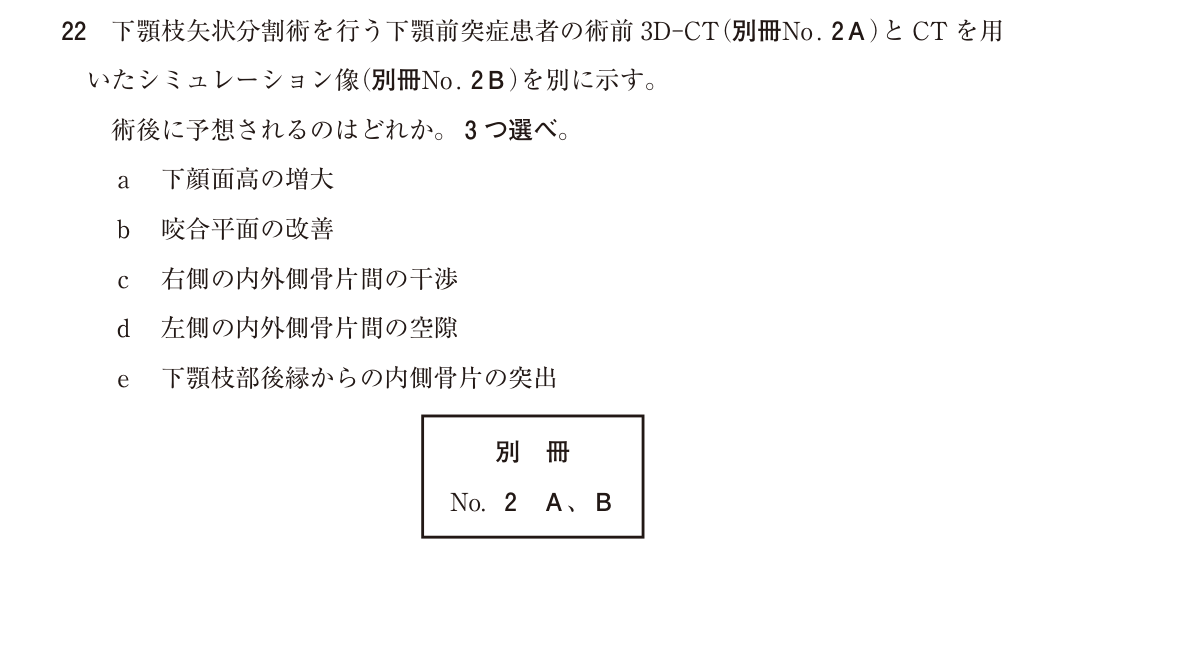 22 下顎枝矢状分割術を行う下顎前突症患者の術前 3D-CT(別冊No. 2A)と CT を用
いたシミュレーション像(別冊No. 2B)を別に示す。
術後に予想されるのはどれか。3つ選べ。
a 下顔面高の増大
b 咬合平面の改善
c 右側の内外側骨片間の干渉
d 左側の内外側骨片間の空隙
e 下顎枝部後縁からの内側骨片の突出
別 冊
No. 2 A、B